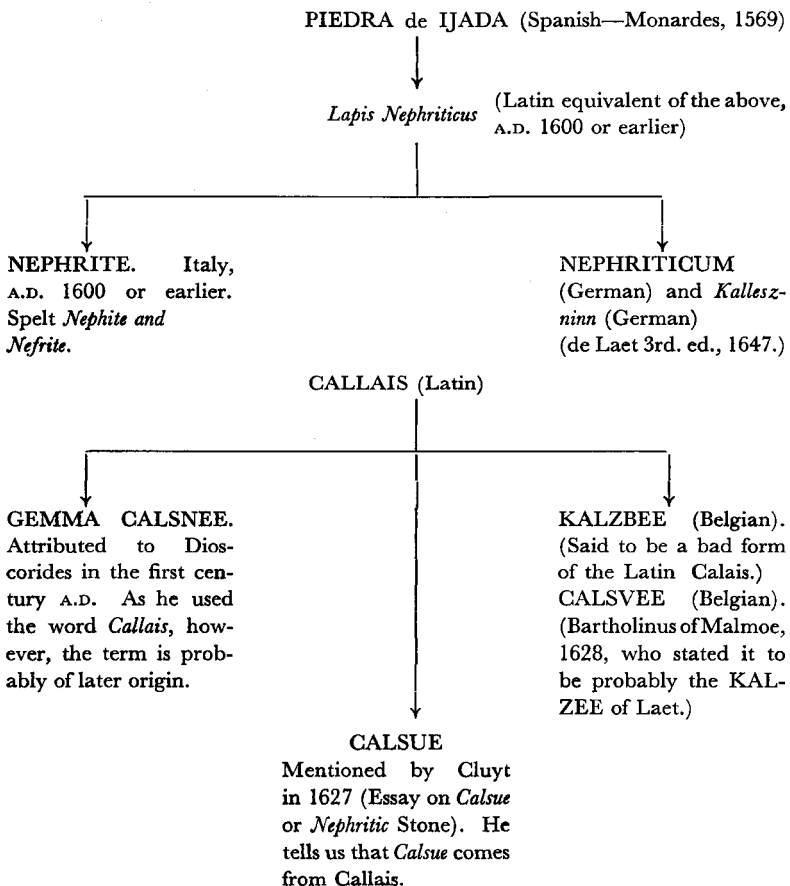 PIEDRA de IJADA (Spanish—Monardes, 1569)
Lapis Nephriticus
(Latin equivalent of the above,
A.D. 1600 or earlier)
NEPHRITE. Italy,
A.D. 1600 or earlier.
Spelt Nephite and
Nefrite.
NEPHRITICUM
(German) and Kallesz-
ninn (German)
(de Laet 3rd. ed., 1647.)
CALLAIS (Latin)
GEMMA CALSNEE.
Attributed to Dios-
corides in the first cen-
tury A.D. As he used
the word Callais, how-
ever, the term is prob-
ably of later origin.
KALZBEE (Belgian).
(Said to be a bad form
of the Latin Calais.)
CALSVEE (Belgian).
(Bartholinus of Malmoe,
1628, who stated it to
be probably the KAL-
ZEE of Laet.)
CALSUE
Mentioned by Cluyt
in 1627 (Essay on Calsue
or Nephritic Stone). He
tells us that Calsue comes
from Callais.